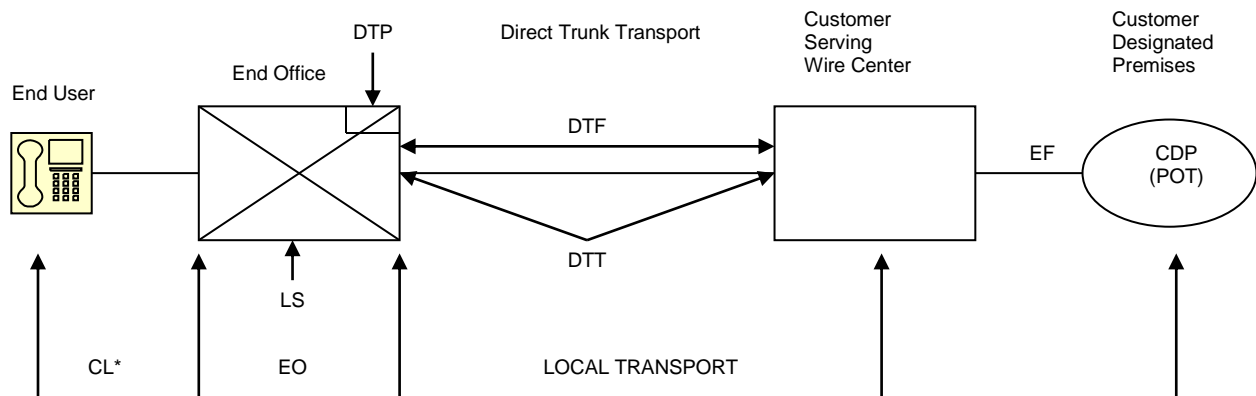 DTP
Direct Trunk Transport
Customer
Serving
Wire Center
Customer
Designated
Premises
End Office
End User
DTF
EF
CDP
(POT)
DTT
LS
CL*
EO
LOCAL TRANSPORT